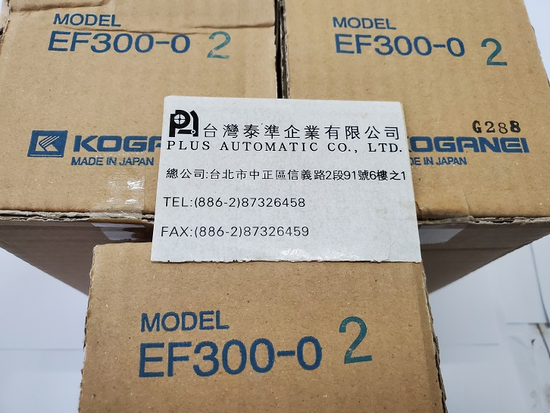 MODEL
EF300-0 2
KOGANEI
MADE IN JAPAN
MODEL
EF300-0 2
G288
KOGANEI
MADE IN JAPAN
台灣泰準企業有限公司
PLUS AUTOMATIC CO., LTD.
總公司:台北市中正區信義路2段91號6樓之1
TEL:(886-2)87326458
FAX:(886-2)87326459
MODEL
EF300-0 2